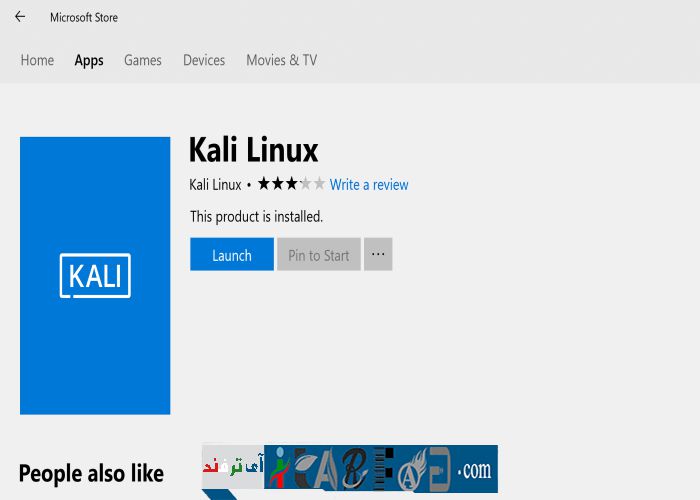 Microsoft Store
Home Apps Games Devices Movies & TV
Kali Linux
Kali Linux • Write a review
This product is installed.
Launch Pin to Start ...
KALI
People also like
آی ترفند
.com